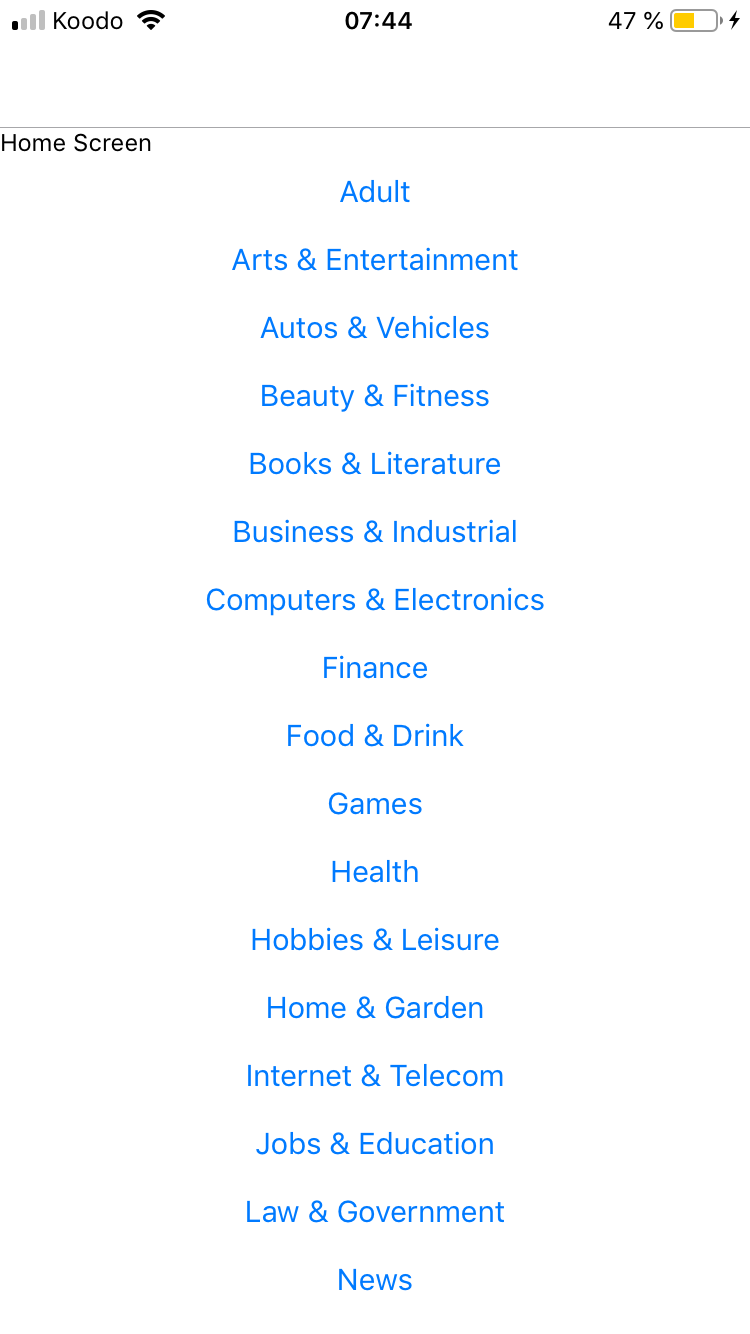 Koodo 07:44 47 %
Home Screen
Adult
Arts & Entertainment
Autos & Vehicles
Beauty & Fitness
Books & Literature
Business & Industrial
Computers & Electronics
Finance
Food & Drink
Games
Health
Hobbies & Leisure
Home & Garden
Internet & Telecom
Jobs & Education
Law & Government
News